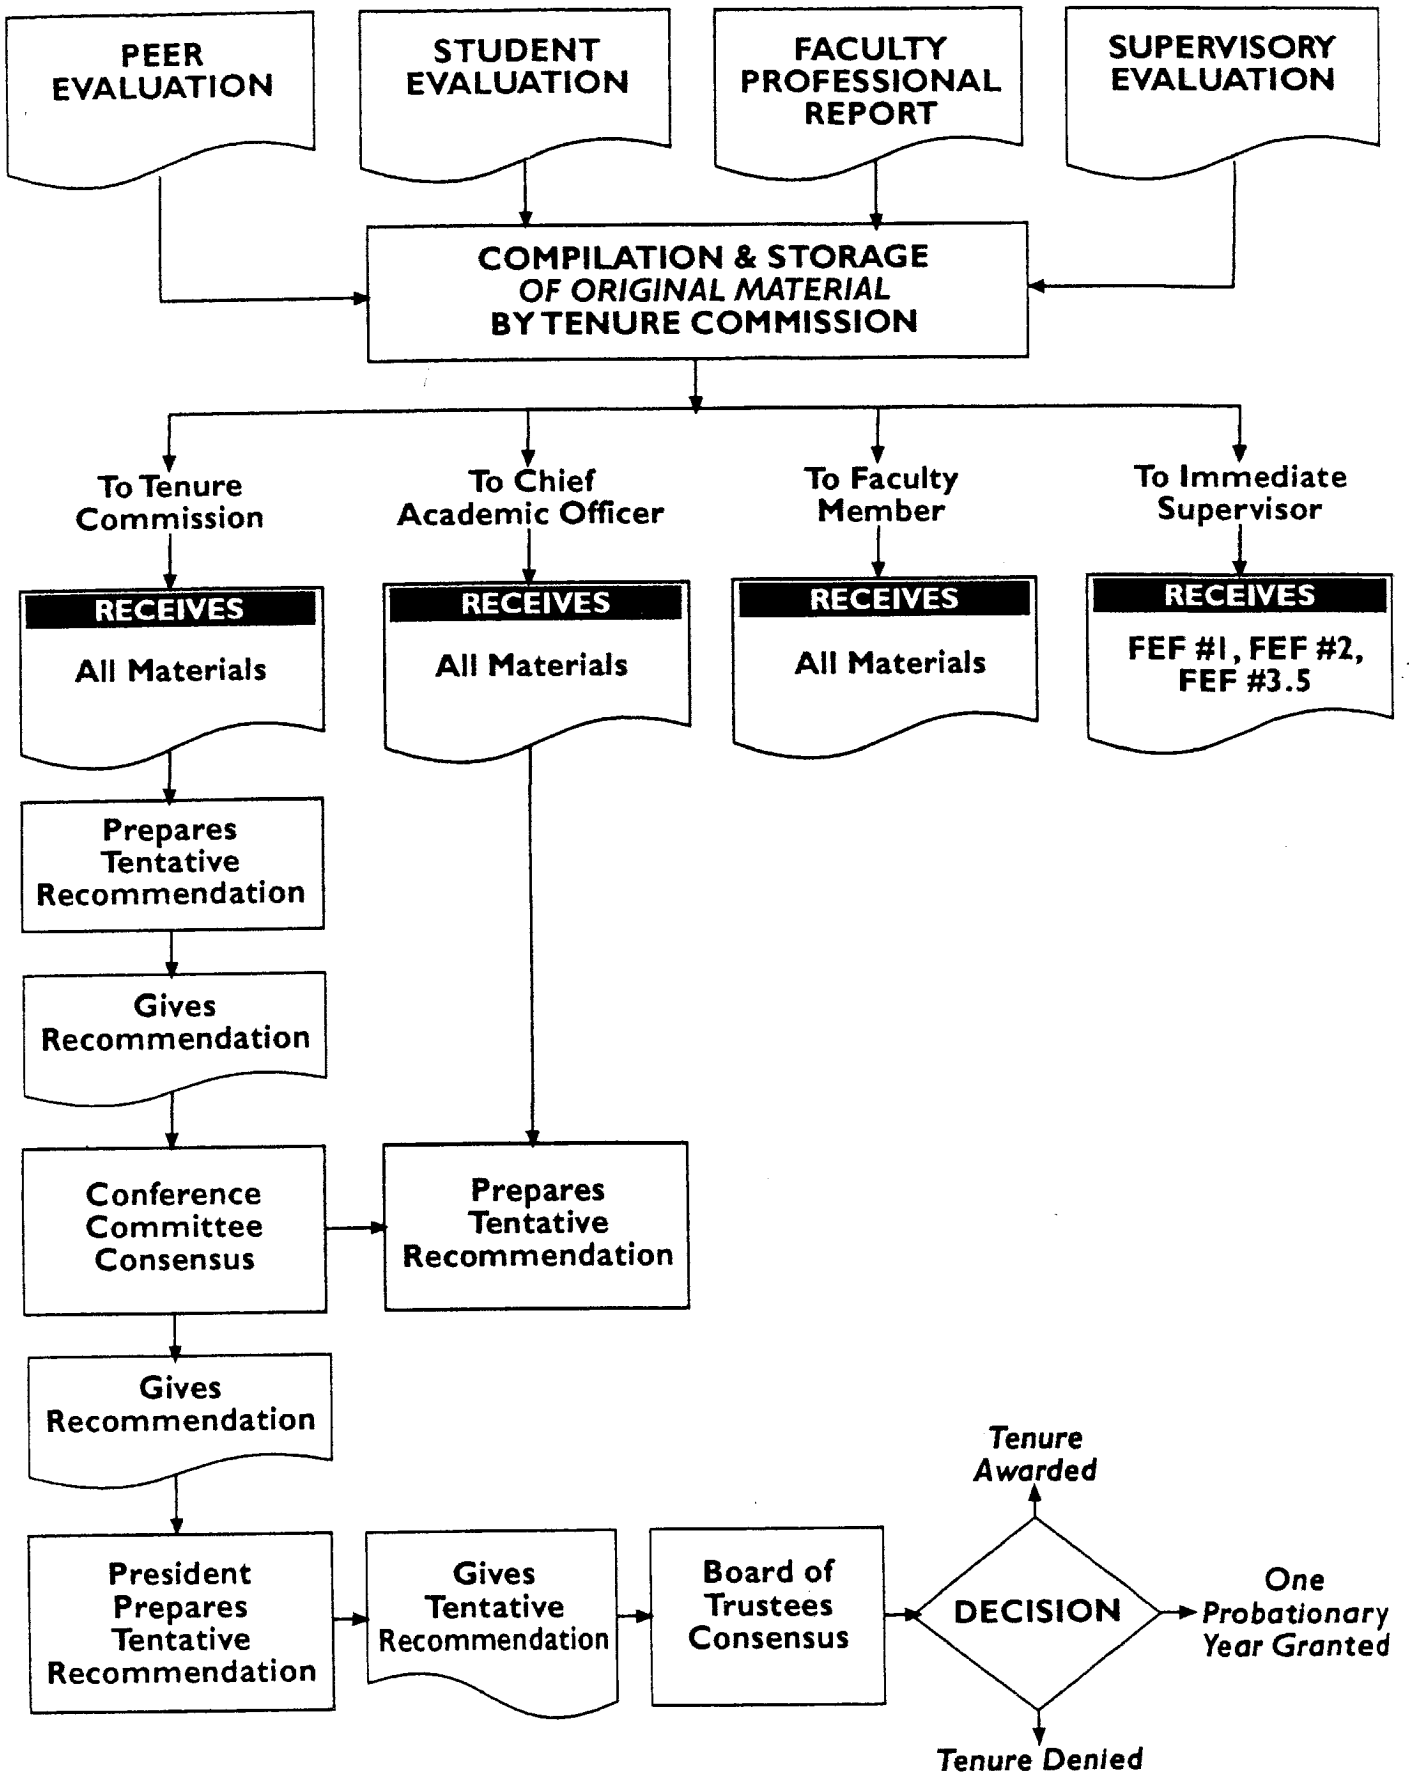 PEER
EVALUATION
STUDENT
EVALUATION
FACULTY
PROFESSIONAL
REPORT
SUPERVISORY
EVALUATION
COMPILATION & STORAGE
OF ORIGINAL MATERIAL
BY TENURE COMMISSION
To Tenure
Commission
To Chief
Academic Officer
To Faculty
Member
To Immediate
Supervisor
RECEIVES
All Materials
RECEIVES
All Materials
RECEIVES
All Materials
RECEIVES
FEF #1, FEF #2,
FEF #3.5
Prepares
Tentative
Recommendation
Gives
Recommendation
Conference
Committee
Consensus
Prepares
Tentative
Recommendation
Gives
Recommendation
President
Prepares
Tentative
Recommendation
Gives
Tentative
Recommendation
Board of
Trustees
Consensus
DECISION
Tenure
Awarded
One
Probationary
Year Granted
Tenure Denied